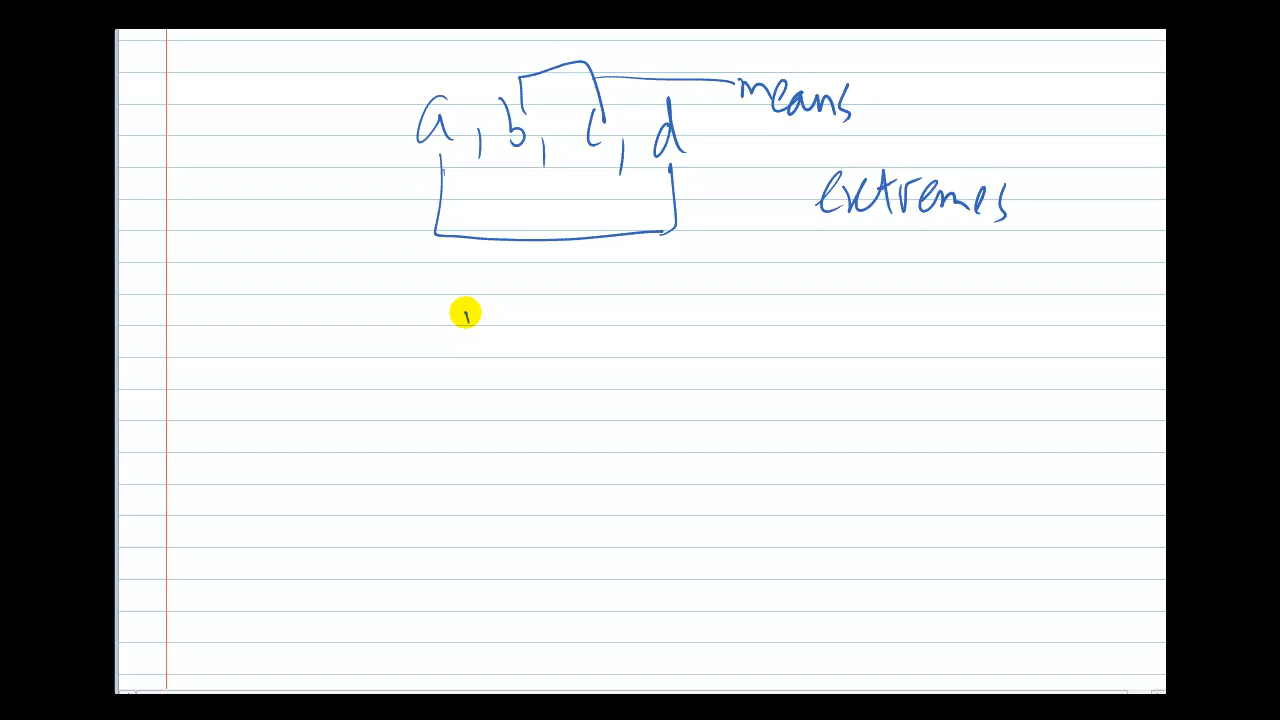 means
a, b, c, d
extremes